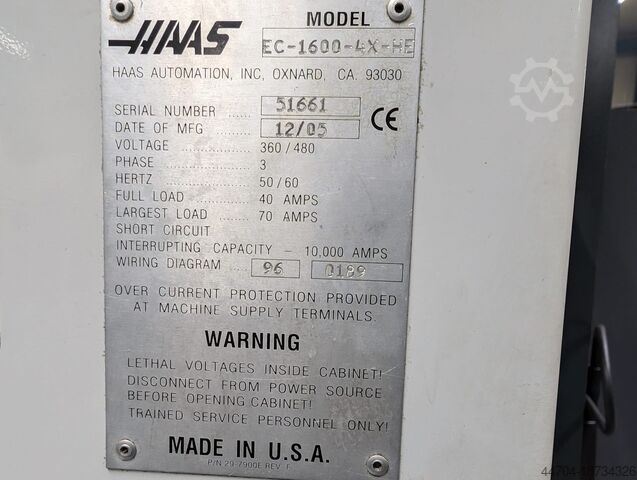 HAAS
MODEL
EC-1600-4X-HE
HAAS AUTOMATION, INC, OXNARD, CA. 93030
SERIAL NUMBER ...... 51661
DATE OF MFG ......... 12/05
CE
VOLTAGE ................ 360/480
PHASE ..................... 3
HERTZ ..................... 50/60
FULL LOAD ............. 40 AMPS
LARGEST LOAD ...... 70 AMPS
SHORT CIRCUIT
INTERRUPTING CAPACITY – 10,000 AMPS
WIRING DIAGRAM ... 96 0189
OVER CURRENT PROTECTION PROVIDED
AT MACHINE SUPPLY TERMINALS.
WARNING
LETHAL VOLTAGES INSIDE CABINET!
DISCONNECT FROM POWER SOURCE
BEFORE OPENING CABINET!
TRAINED SERVICE PERSONNEL ONLY!
MADE IN U.S.A.
P/N 29-7900E REV F